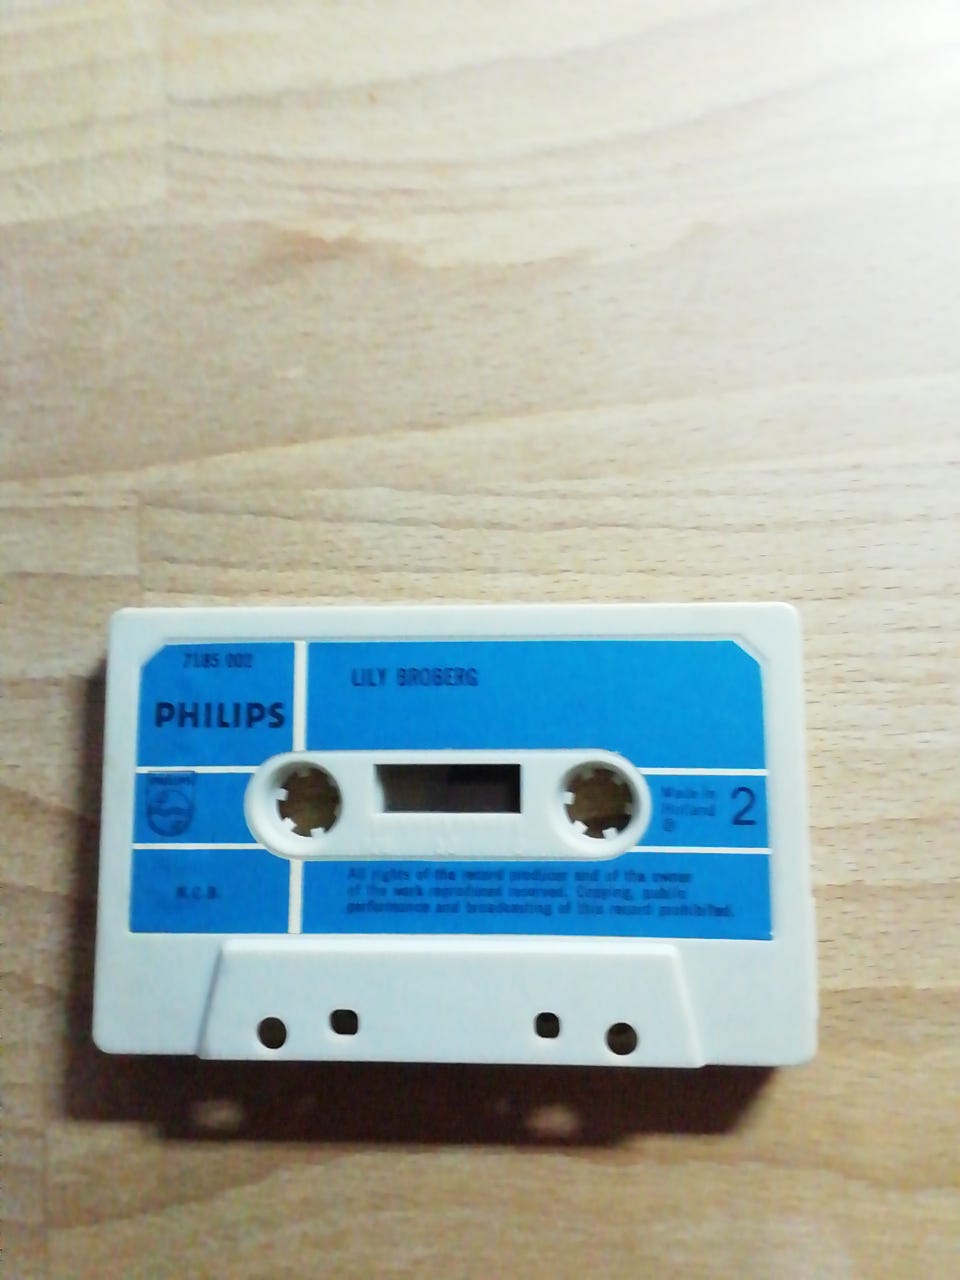 7185 002
PHILIPS
LILY BROBERG
PHILIPS
Made in
Holland
℗
2
N.C.B.
All rights of the record producer and of the owner
of the work reproduced reserved. Copying, public
performance and broadcasting of this record prohibited.